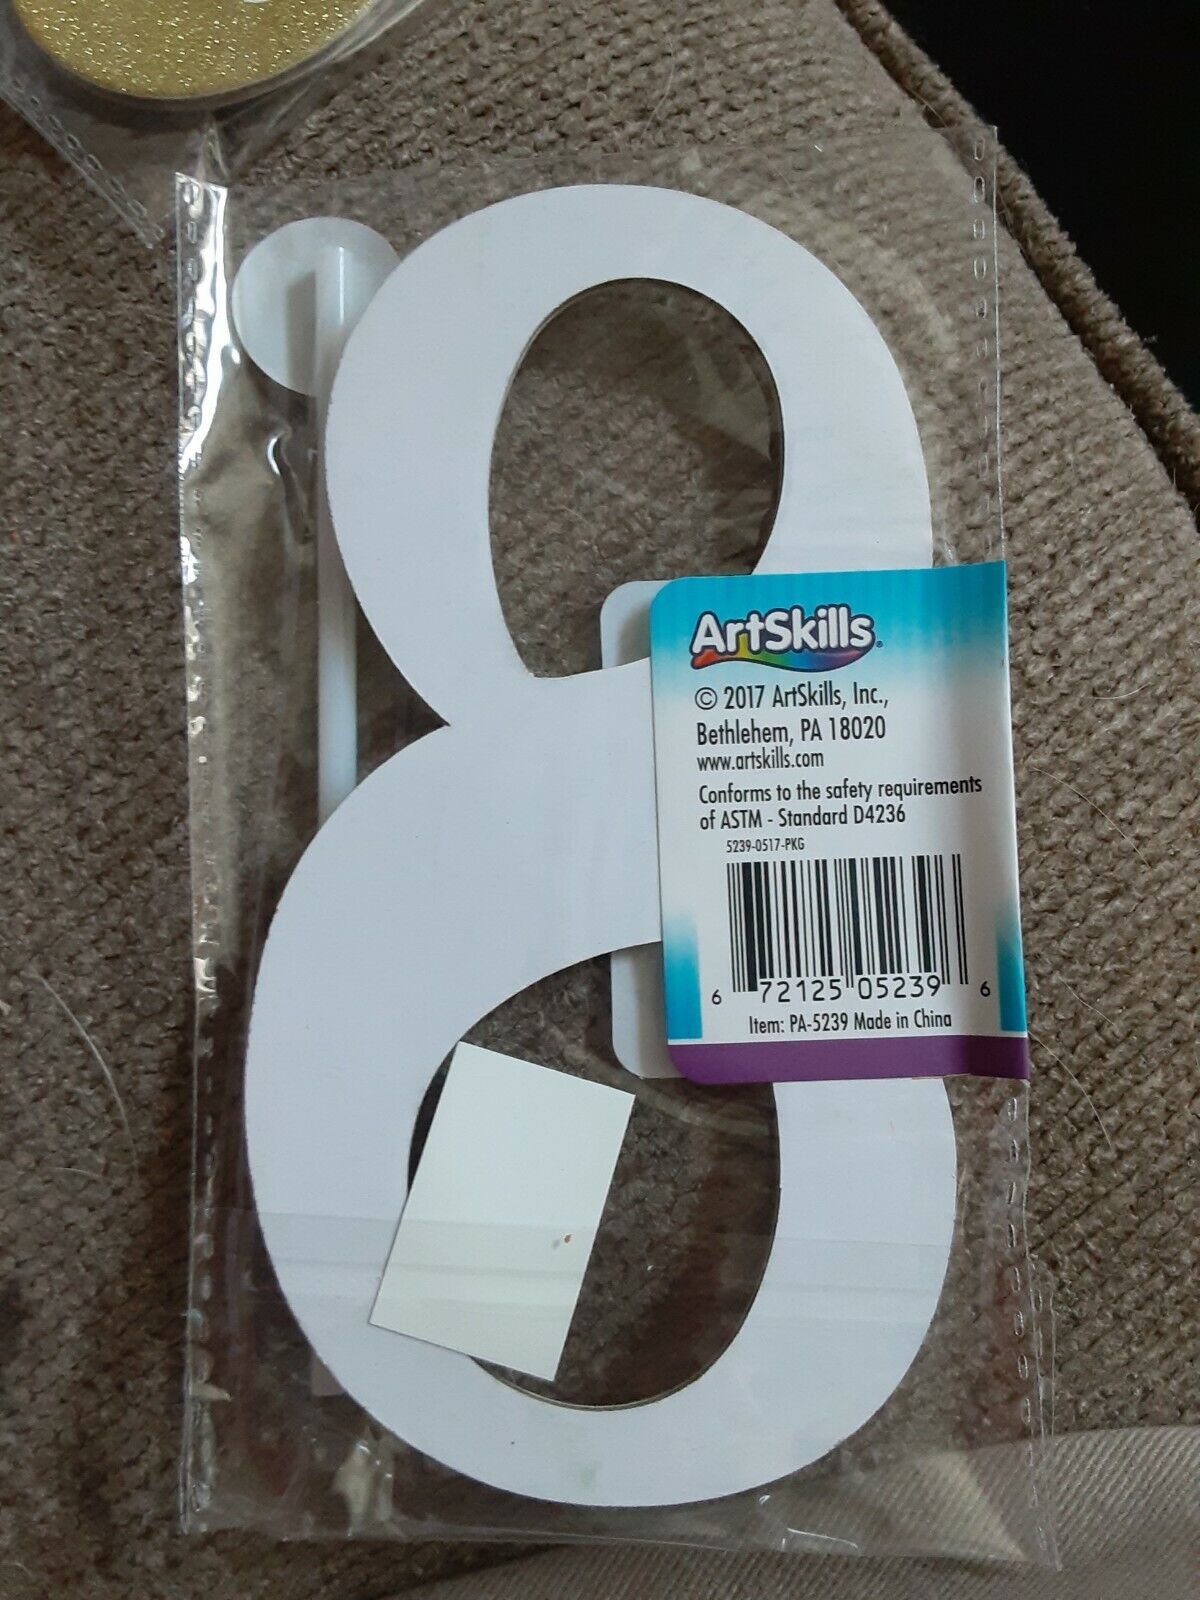 8
ArtSkills®
© 2017 ArtSkills, Inc.,
Bethlehem, PA 18020
www.artskills.com
Conforms to the safety requirements
of ASTM - Standard D4236
5239-0517-PKG
6 72125 05239 6
Item: PA-5239 Made in China